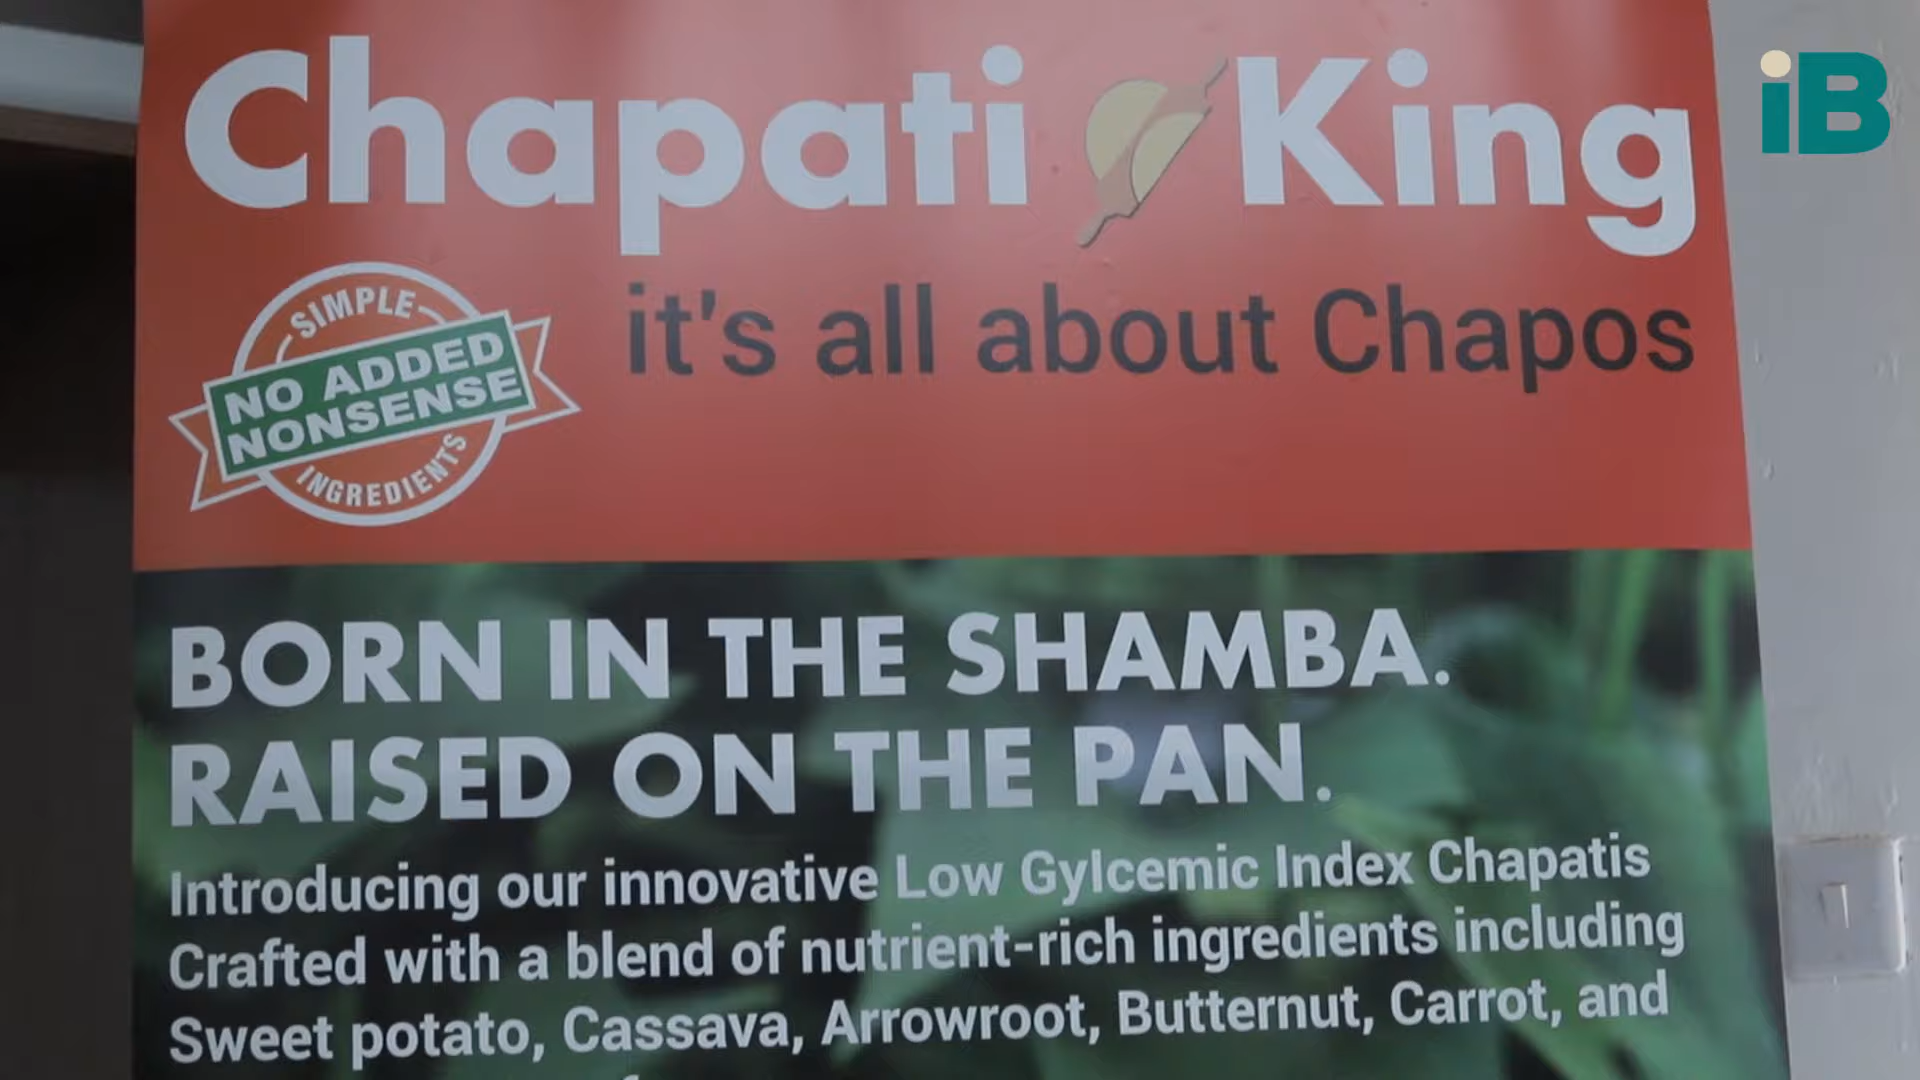 Chapati King
iB
it's all about Chapos
SIMPLE
NO ADDED
NONSENSE
INGREDIENTS
BORN IN THE SHAMBA.
RAISED ON THE PAN.
Introducing our innovative Low Gylcemic Index Chapatis
Crafted with a blend of nutrient-rich ingredients including
Sweet potato, Cassava, Arrowroot, Butternut, Carrot, and